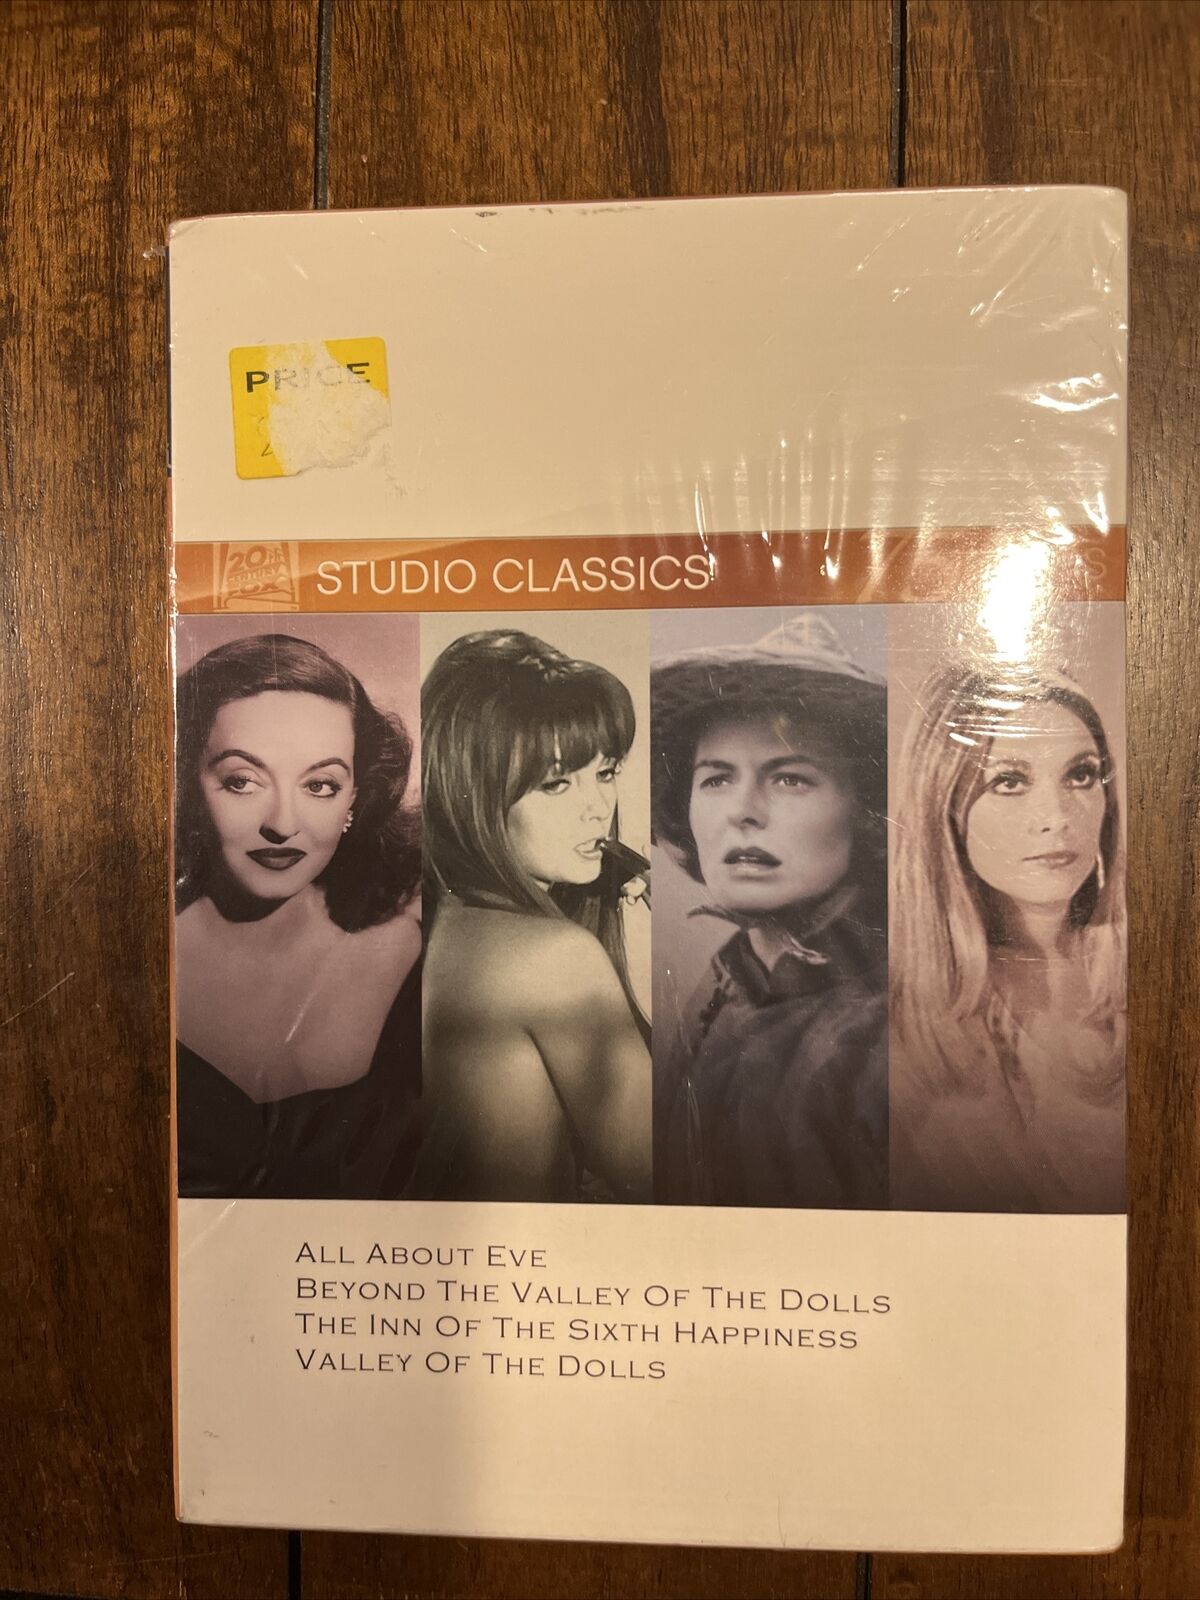 PRICE
20TH
CENTURY
FOX
STUDIO CLASSICS
ALL ABOUT EVE
BEYOND THE VALLEY OF THE DOLLS
THE INN OF THE SIXTH HAPPINESS
VALLEY OF THE DOLLS